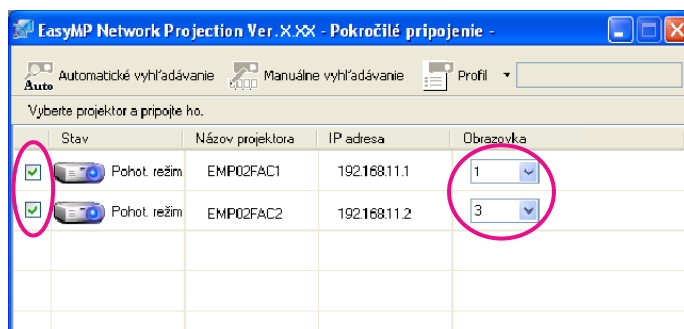 EasyMP Network Projection Ver.X.XX - Pokročilé pripojenie -
Auto Automatické vyhľadávanie Manuálne vyhľadávanie Profil
Vyberte projektor a pripojte ho.
Stav Názov projektora IP adresa Obrazovka
Pohot. režim EMP02FAC1 192.168.11.1 1
Pohot. režim EMP02FAC2 192.168.11.2 3